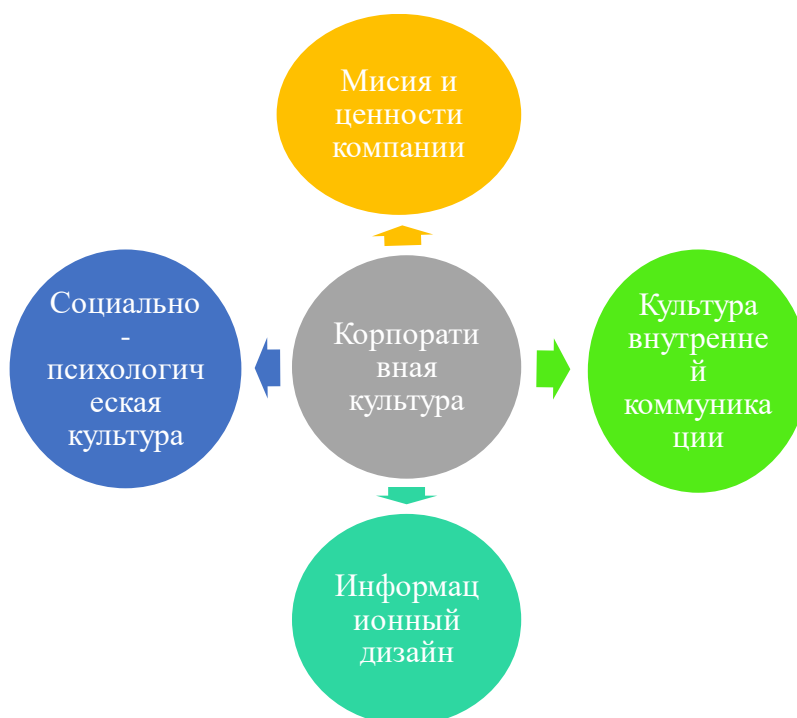 Мисия и
ценности
компании
Социально
-
психологич
еская
культура
Корпорати
вная
культура
Культура
внутренне
й
коммуника
ции
Информац
ионный
дизайн